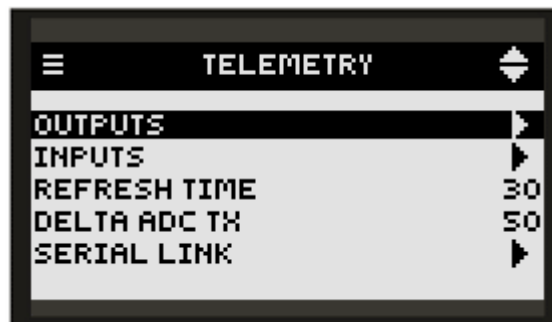 TELEMETRY
OUTPUTS
INPUTS
REFRESH TIME 30
DELTA ADC TX 50
SERIAL LINK